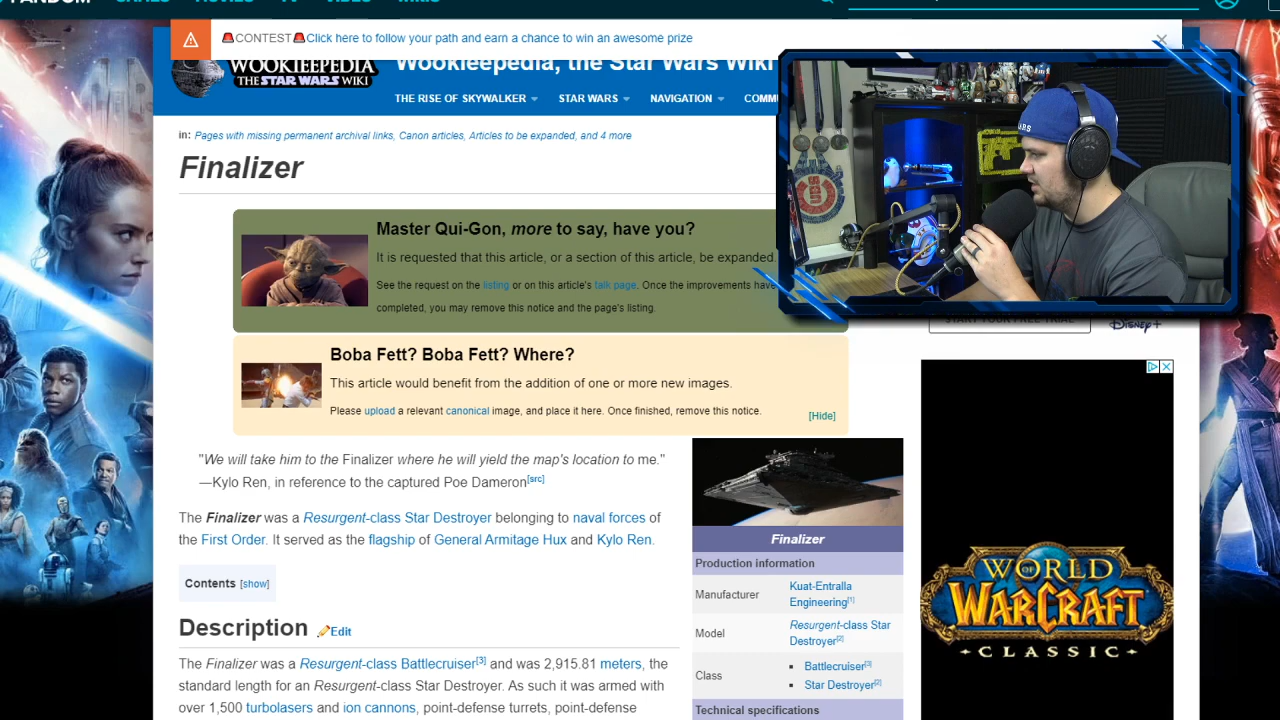 FANDOM GAMES MOVIES TV VIDEO WIKIS
🚨CONTEST🚨Click here to follow your path and earn a chance to win an awesome prize
WOOKIEEPEDIA
THE STAR WARS WIKI
Wookieepedia, the Star Wars Wiki
THE RISE OF SKYWALKER STAR WARS NAVIGATION COMMU
in: Pages with missing permanent archival links, Canon articles, Articles to be expanded, and 4 more
Finalizer
Master Qui-Gon, more to say, have you?
It is requested that this article, or a section of this article, be expanded.
See the request on the listing or on this article's talk page. Once the improvements have
completed, you may remove this notice and the page's listing.
START YOUR FREE TRIAL
Disney+
Boba Fett? Boba Fett? Where?
This article would benefit from the addition of one or more new images.
Please upload a relevant canonical image, and place it here. Once finished, remove this notice.
[Hide]
"We will take him to the Finalizer where he will yield the map's location to me."
—Kylo Ren, in reference to the captured Poe Dameron[src]
The Finalizer was a Resurgent-class Star Destroyer belonging to naval forces of
the First Order. It served as the flagship of General Armitage Hux and Kylo Ren.
Contents [show]
Description Edit
The Finalizer was a Resurgent-class Battlecruiser[3] and was 2,915.81 meters, the
standard length for an Resurgent-class Star Destroyer. As such it was armed with
over 1,500 turbolasers and ion cannons, point-defense turrets, point-defense
Finalizer
Production information
Manufacturer Kuat-Entralla
Engineering[1]
Model Resurgent-class Star
Destroyer[2]
Class
Battlecruiser[3]
Star Destroyer[2]
Technical specifications
WORLD
OF
WARCRAFT
CLASSIC